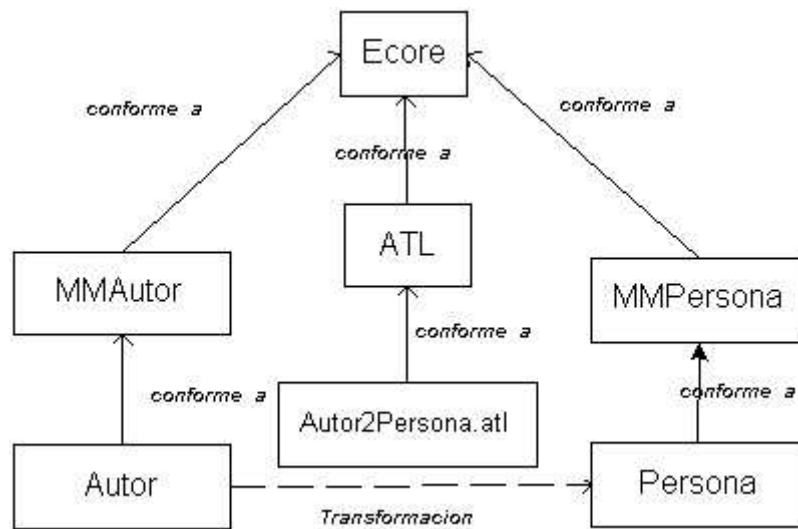 Ecore
conforme a
conforme a
conforme a
ATL
MMAutor
MMPersona
conforme a
conforme a
conforme a
Autor2Persona.atl
Autor
Persona
Transformacion